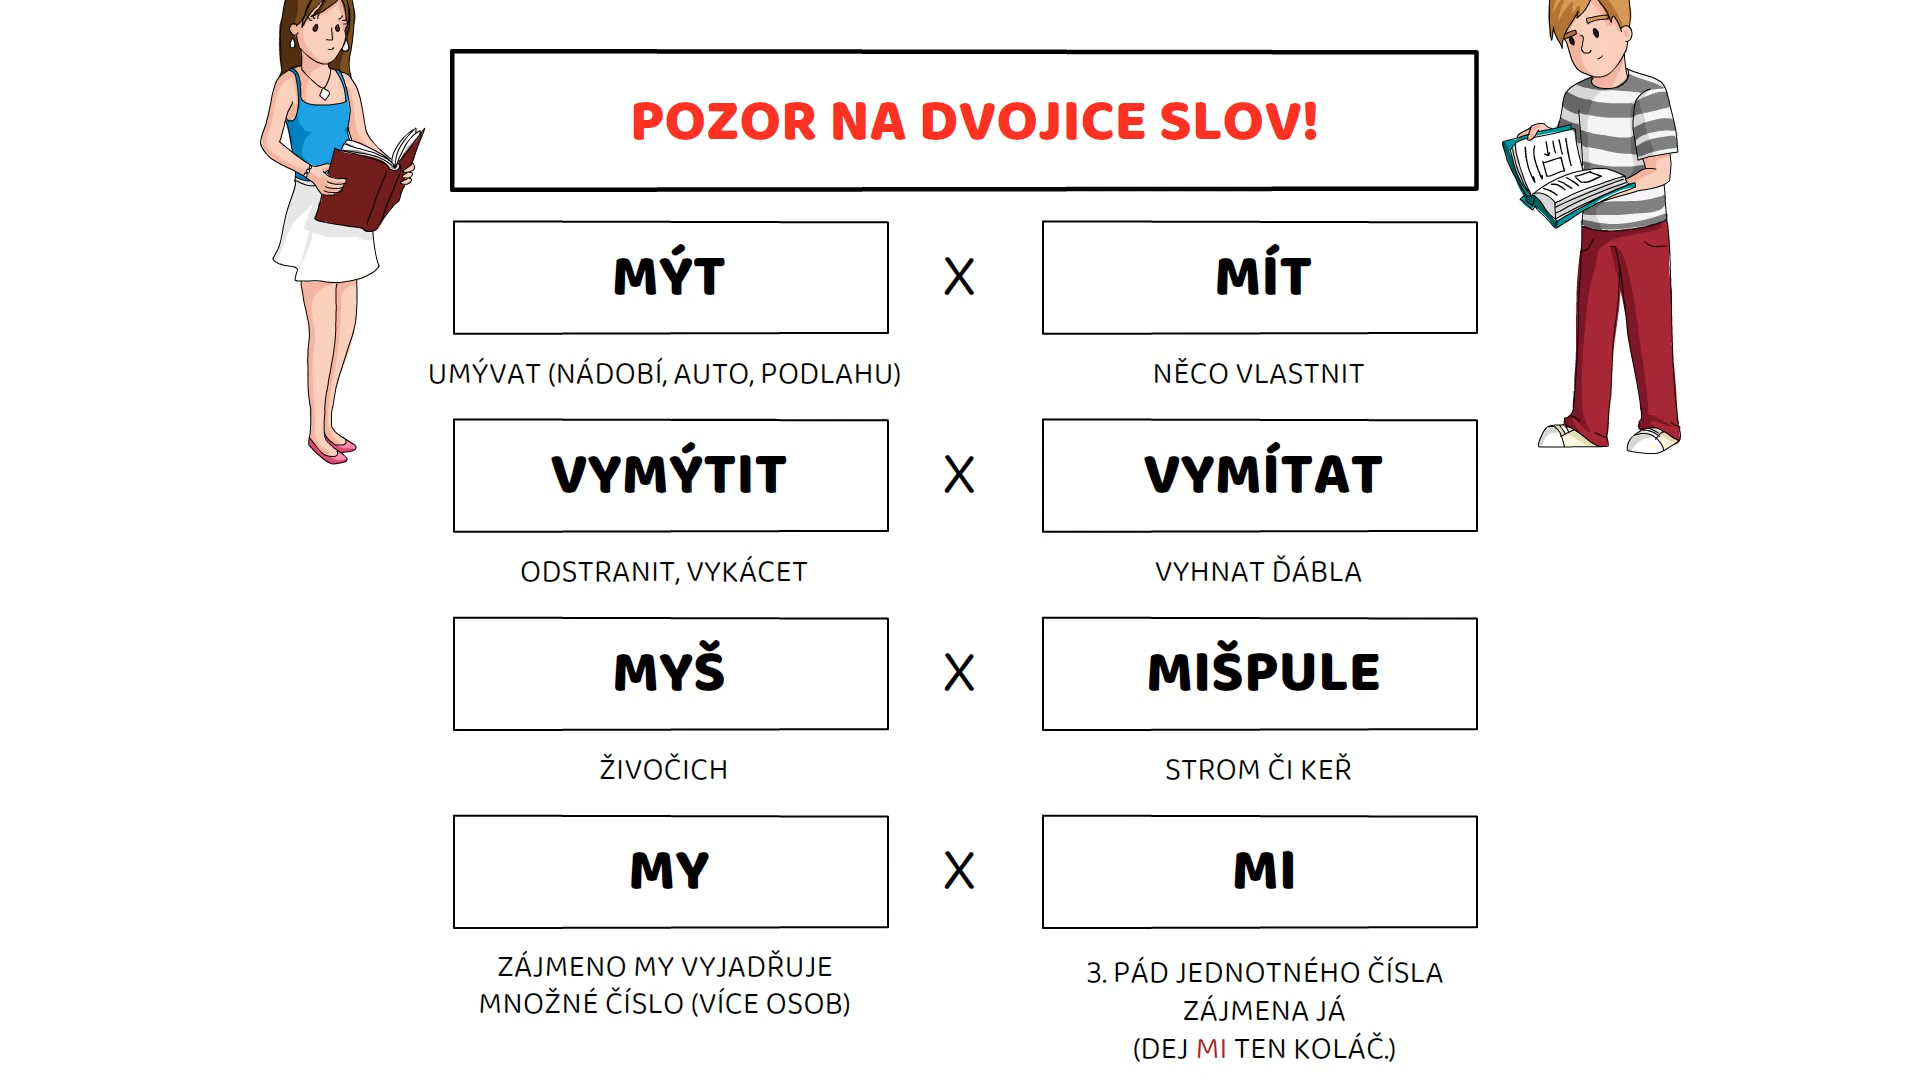 POZOR NA DVOJICE SLOV!
MÝT X MÍT
UMÝVAT (NÁDOBÍ, AUTO, PODLAHU) NĚCO VLASTNIT
VYMÝTIT X VYMÍTAT
ODSTRANIT, VYKÁCET VYHNAT ĎÁBLA
MYŠ X MIŠPULE
ŽIVOČICH STROM ČI KEŘ
MY X MI
ZÁJMENO MY VYJADŘUJE
MNOŽNÉ ČÍSLO (VÍCE OSOB)
3. PÁD JEDNOTNÉHO ČÍSLA
ZÁJMENA JÁ
(DEJ MI TEN KOLÁČ.)